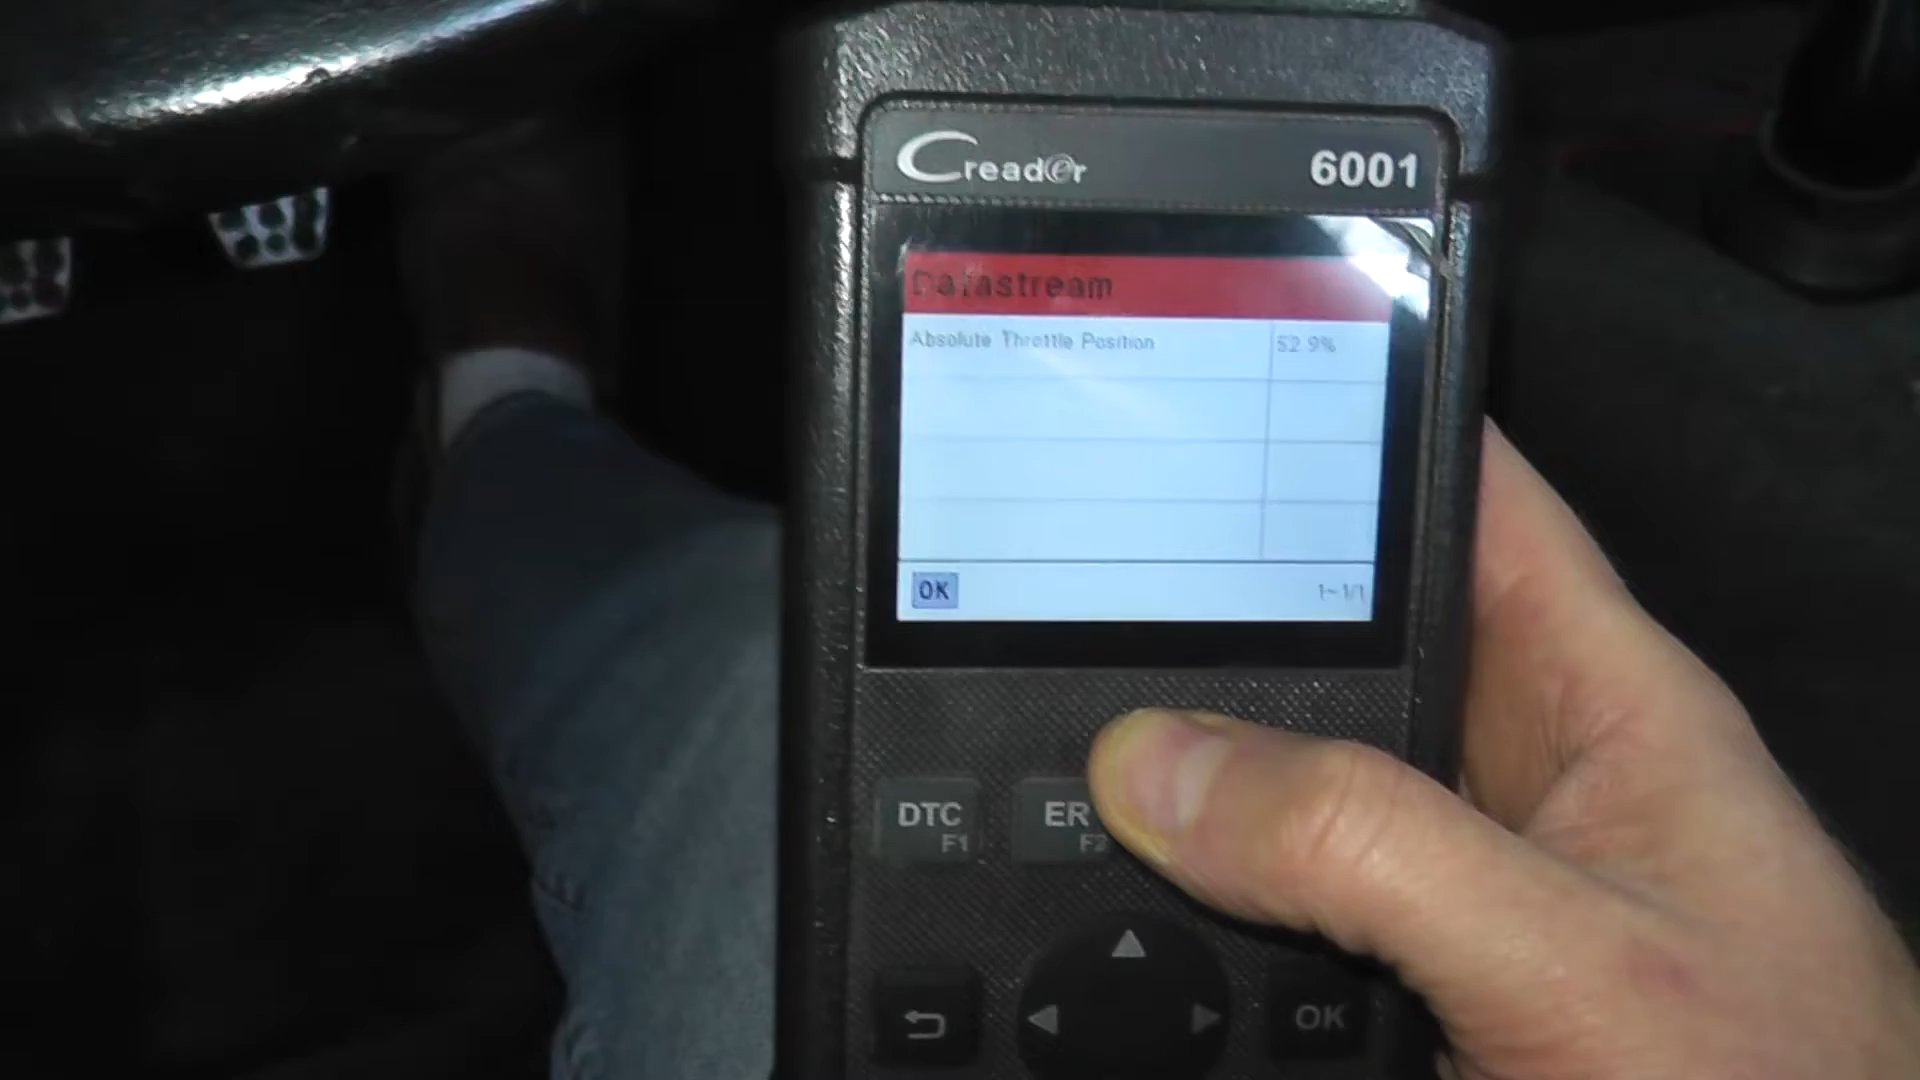 Creader 6001
Datastream
Absolute Throttle Position 52.9%
OK 1~1/1
DTC
F1
ER
F2
OK